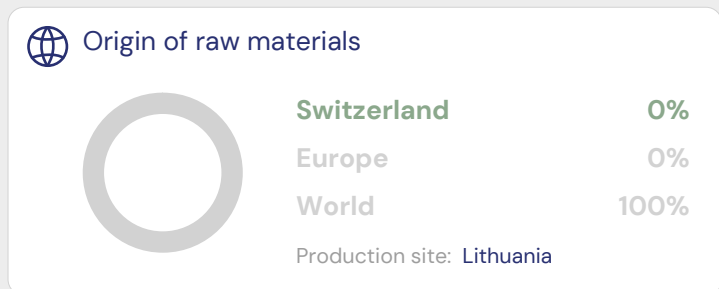 Origin of raw materials
Switzerland 0%
Europe 0%
World 100%
Production site: Lithuania